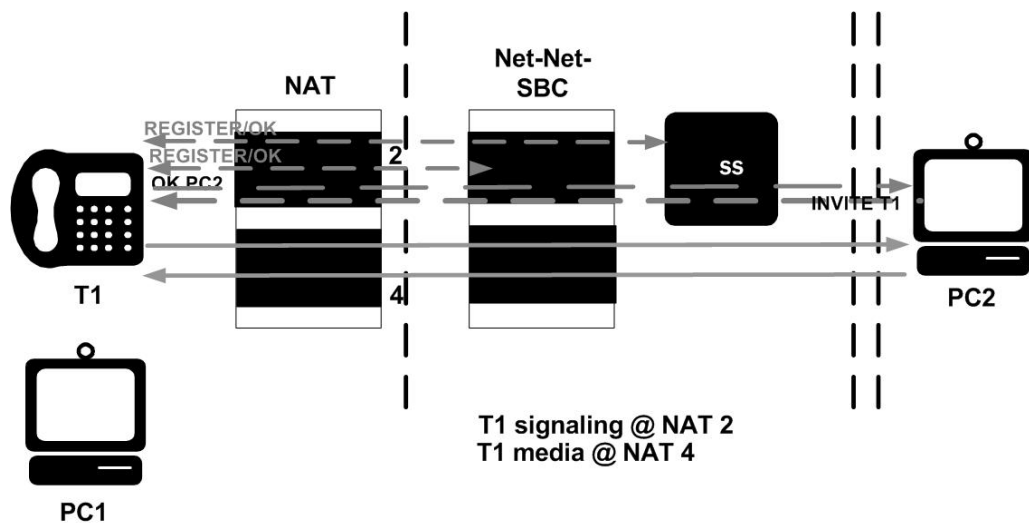 Net-Net-
SBC
NAT
REGISTER/OK
REGISTER/OK
2
OK PC2
SS
INVITE T1
T1
4
PC2
T1 signaling @ NAT 2
T1 media @ NAT 4
PC1